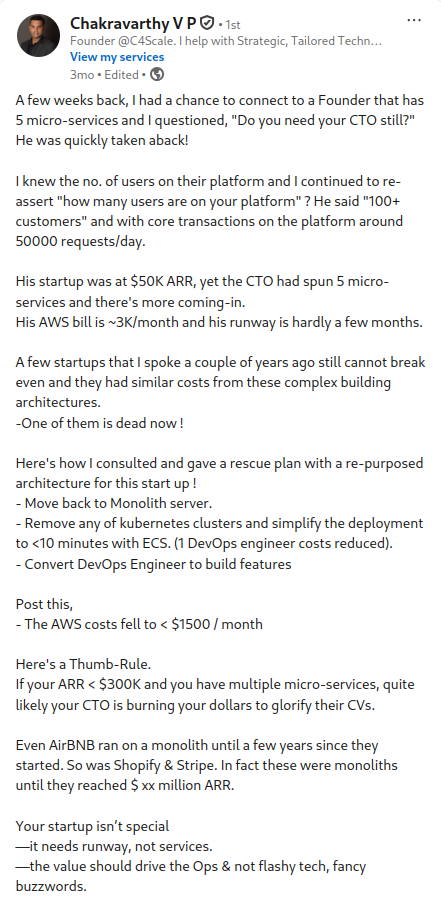 Chakravarthy V P • 1st
Founder @C4Scale. I help with Strategic, Tailored Techn…
View my services
3mo • Edited •
A few weeks back, I had a chance to connect to a Founder that has
5 micro-services and I questioned, "Do you need your CTO still?"
He was quickly taken aback!
I knew the no. of users on their platform and I continued to re-
assert "how many users are on your platform" ? He said "100+
customers" and with core transactions on the platform around
50000 requests/day.
His startup was at $50K ARR, yet the CTO had spun 5 micro-
services and there's more coming-in.
His AWS bill is ~3K/month and his runway is hardly a few months.
A few startups that I spoke a couple of years ago still cannot break
even and they had similar costs from these complex building
architectures.
-One of them is dead now !
Here's how I consulted and gave a rescue plan with a re-purposed
architecture for this start up !
- Move back to Monolith server.
- Remove any of kubernetes clusters and simplify the deployment
to <10 minutes with ECS. (1 DevOps engineer costs reduced).
- Convert DevOps Engineer to build features
Post this,
- The AWS costs fell to < $1500 / month
Here's a Thumb-Rule.
If your ARR < $300K and you have multiple micro-services, quite
likely your CTO is burning your dollars to glorify their CVs.
Even AirBNB ran on a monolith until a few years since they
started. So was Shopify & Stripe. In fact these were monoliths
until they reached $ xx million ARR.
Your startup isn’t special
—it needs runway, not services.
—the value should drive the Ops & not flashy tech, fancy
buzzwords.